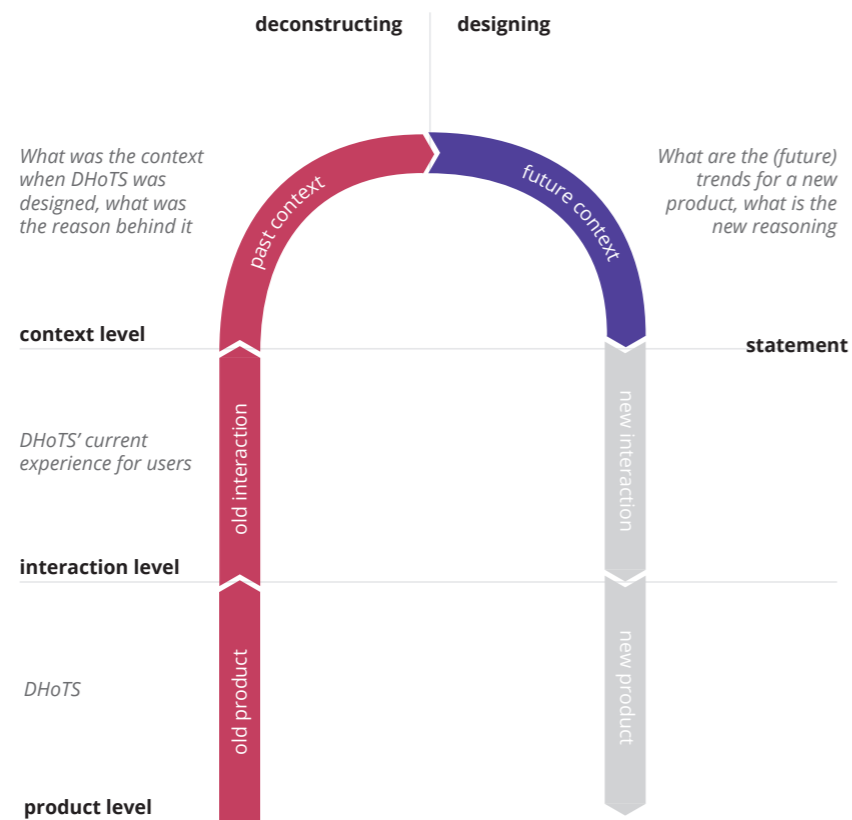 deconstructing
designing
What was the context
when DHoTS was
designed, what was
the reason behind it
past context
future context
What are the (future)
trends for a new
product, what is the
new reasoning
context level
statement
DHoTS' current
experience for users
old interaction
new interaction
interaction level
DHoTS
old product
new product
product level